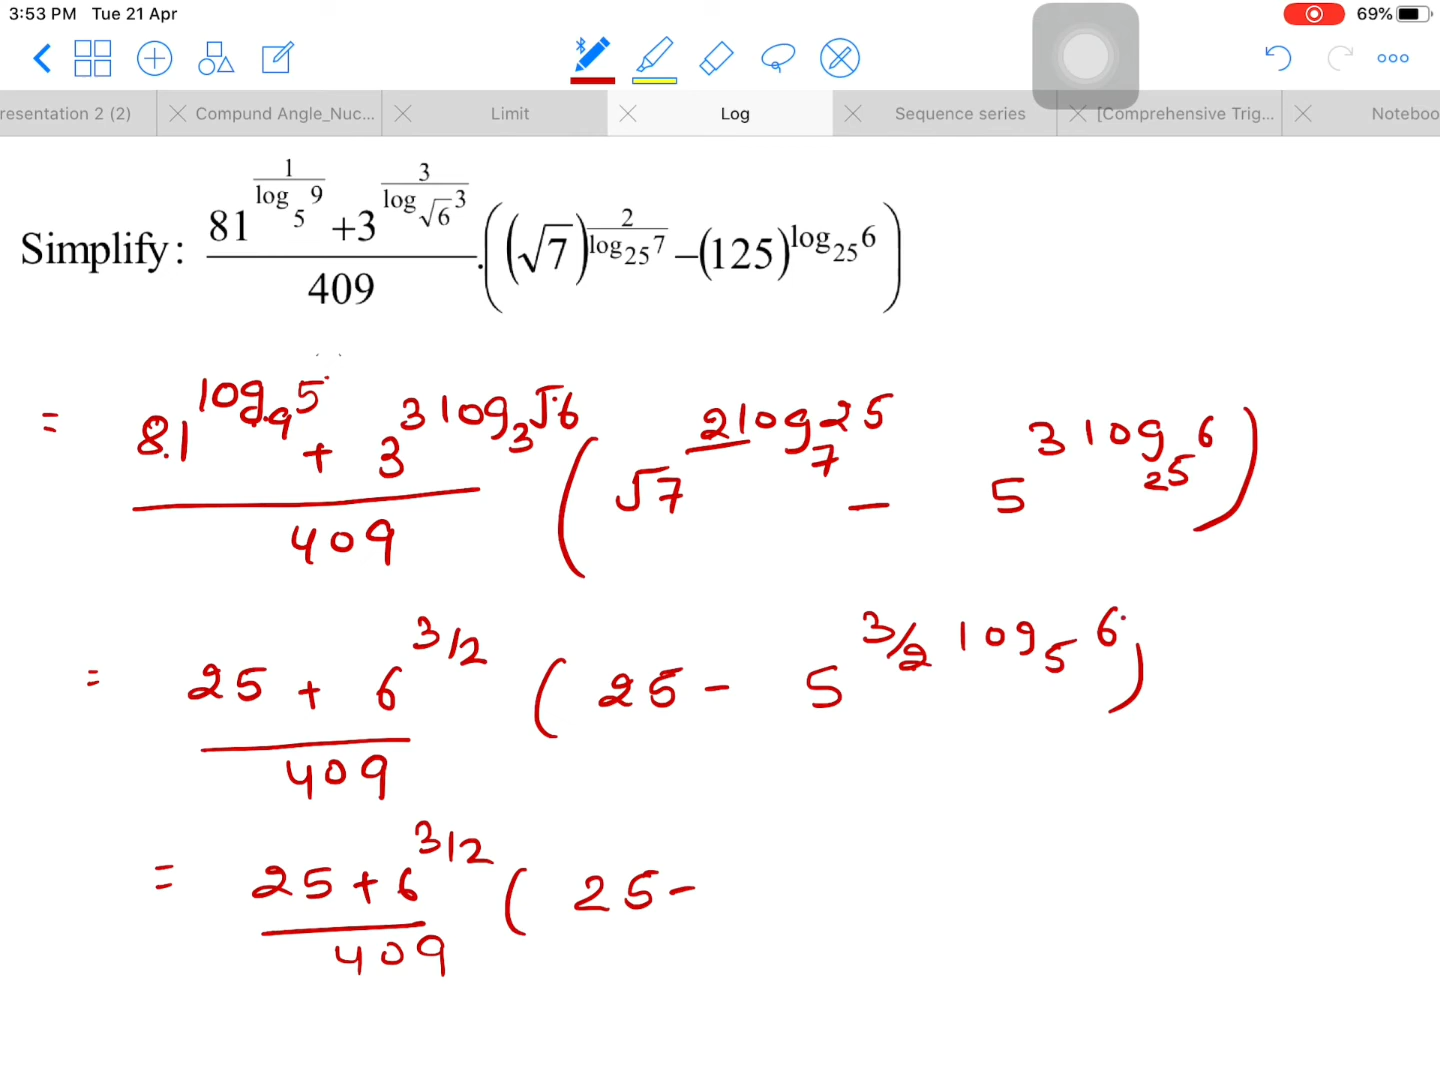 3:53 PM Tue 21 Apr 69%
resentation 2 (2) Compund Angle_Nuc... Limit Log Sequence series [Comprehensive Trig... Noteboo
Simplify: (81^(1/log_5 9) + 3^(3/log_√6 3))/409 . ((√7)^(2/log_25 7) – (125)^(log_25 6))
= (81^(log_9 5) + 3^(3 log_3 √6))/409 (√7^(2 log_7 25) – 5^(3 log_25 6))
= (25 + 6^(3/2))/409 (25 – 5^(3/2 log_5 6))
= (25 + 6^(3/2))/409 (25 –